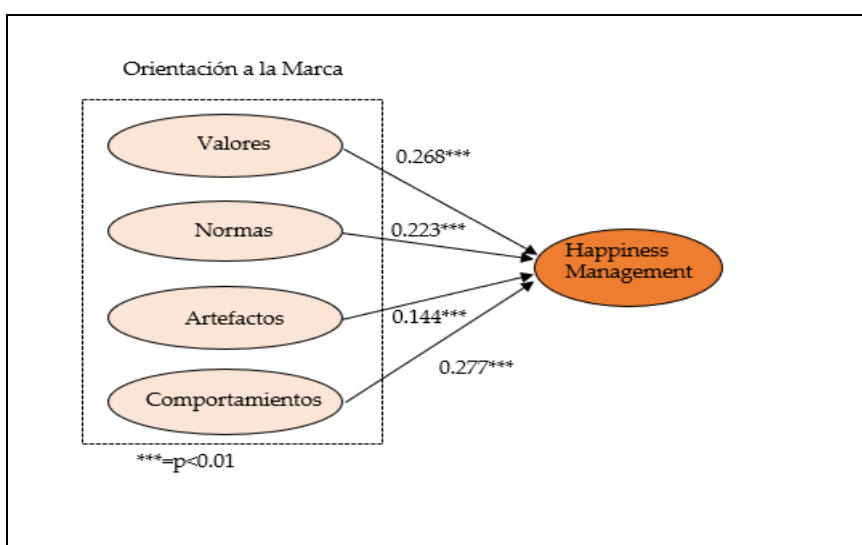 Orientación a la Marca
Valores
0.268***
Normas
0.223***
Happiness
Management
Artefactos
0.144***
0.277***
Comportamientos
***=p<0.01